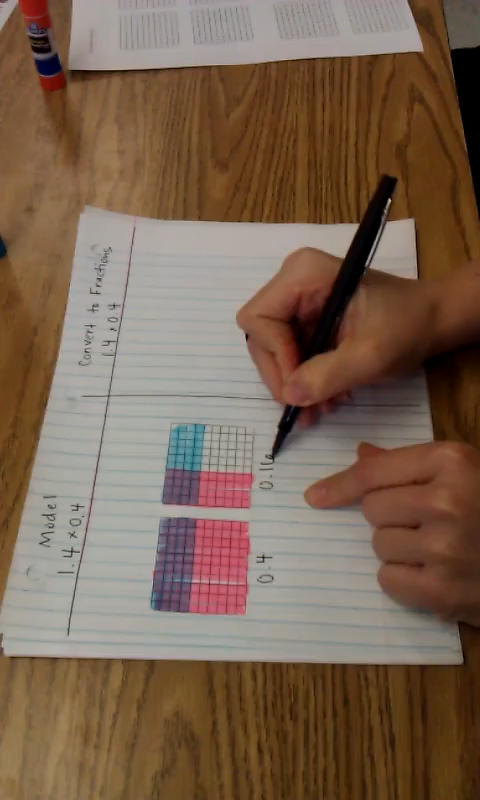 Model
1.4 × 0.4
0.4
0.16
Convert to Fractions
1.4 × 0.4